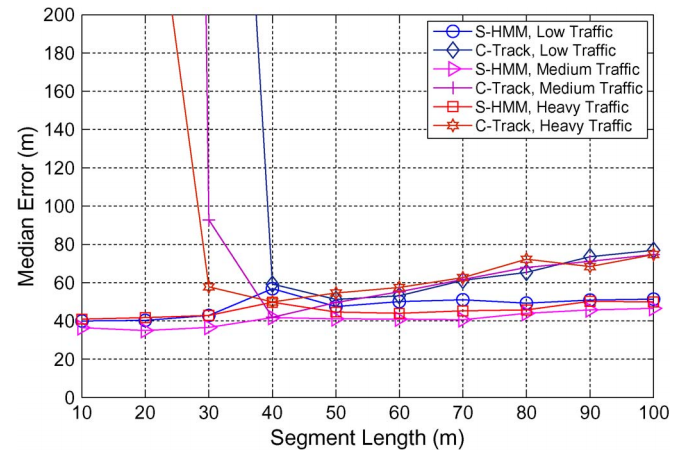 200
180
160
140
120
100
80
60
40
20
0
Median Error (m)
S-HMM, Low Traffic
C-Track, Low Traffic
S-HMM, Medium Traffic
C-Track, Medium Traffic
S-HMM, Heavy Traffic
C-Track, Heavy Traffic
10 20 30 40 50 60 70 80 90 100
Segment Length (m)